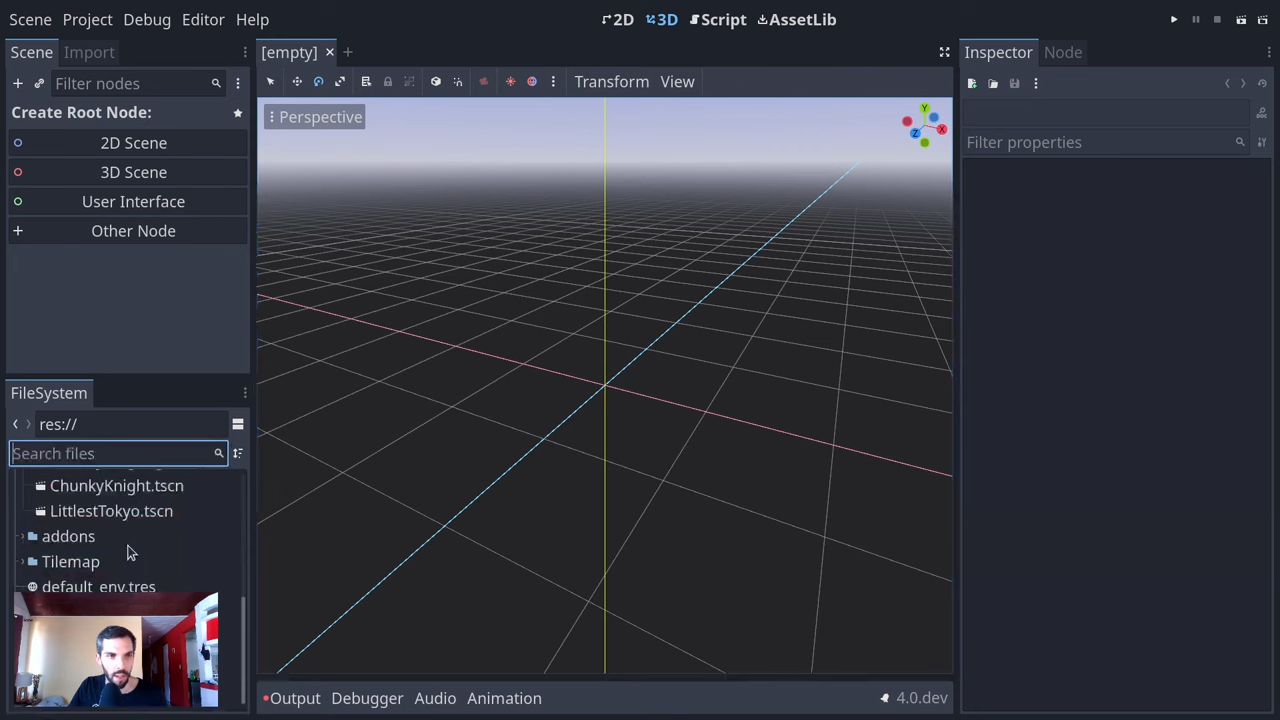 Scene Project Debug Editor Help
2D 3D Script AssetLib
Scene Import
[empty]
Inspector Node
Filter nodes
Transform View
Create Root Node:
Perspective
Y
X
Z
Filter properties
2D Scene
3D Scene
User Interface
Other Node
FileSystem
res://
Search files
ChunkyKnight.tscn
LittlestTokyo.tscn
addons
Tilemap
default_env.tres
Output Debugger Audio Animation
4.0.dev